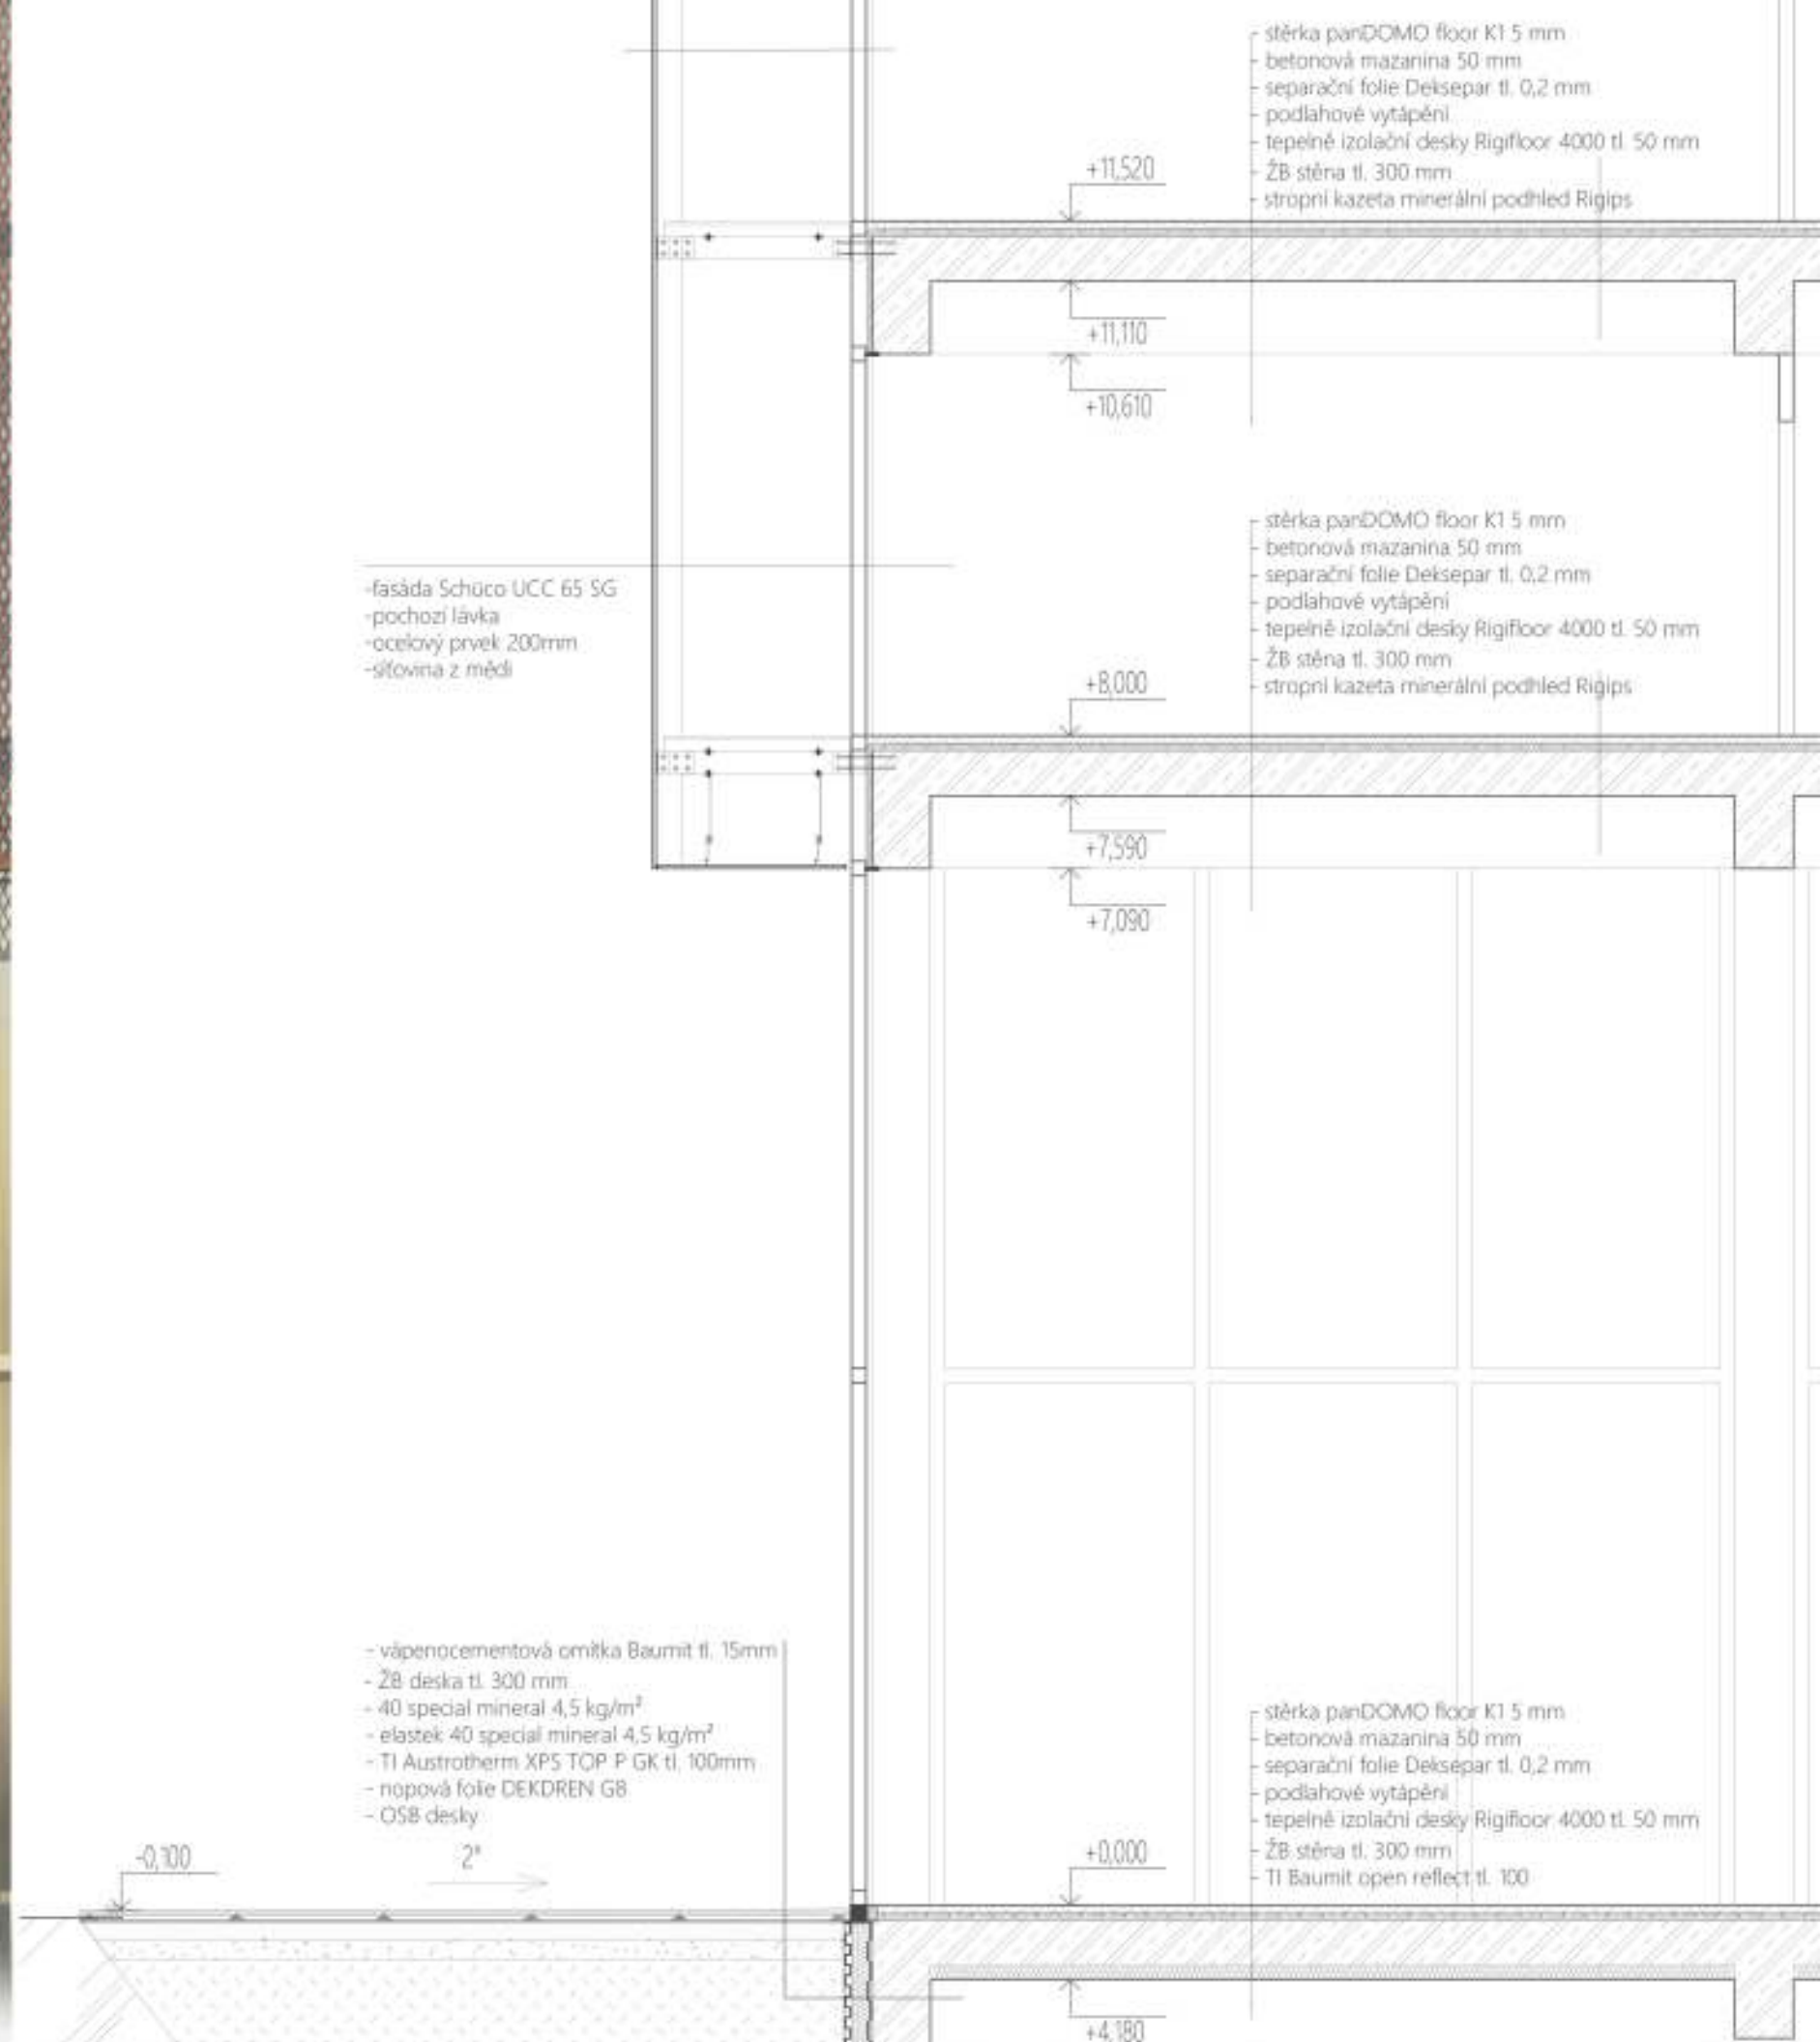 - stěrka panDOMO floor K1 5 mm
- betonová mazanina 50 mm
- separační folie Deksepar tl. 0,2 mm
- podlahové vytápění
- tepelně izolační desky Rigifloor 4000 tl. 50 mm
- ŽB stěna tl. 300 mm
- stropní kazeta minerální podhled Rigips
+11,520
+11,110
+10,610
-fasáda Schüco UCC 65 SG
-pochozí lávka
-ocelový prvek 200mm
-síťovina z mědi
- stěrka panDOMO floor K1 5 mm
- betonová mazanina 50 mm
- separační folie Deksepar tl. 0,2 mm
- podlahové vytápění
- tepelně izolační desky Rigifloor 4000 tl. 50 mm
- ŽB stěna tl. 300 mm
- stropní kazeta minerální podhled Rigips
+8,000
+7,590
+7,090
- vápenocementová omítka Baumit tl. 15mm
- ŽB deska tl. 300 mm
- 40 special mineral 4,5 kg/m²
- elastek 40 special mineral 4,5 kg/m²
- TI Austrotherm XPS TOP P GK tl. 100mm
- nopová folie DEKDREN G8
- OSB desky
- stěrka panDOMO floor K1 5 mm
- betonová mazanina 50 mm
- separační folie Deksepar tl. 0,2 mm
- podlahové vytápění
- tepelně izolační desky Rigifloor 4000 tl. 50 mm
- ŽB stěna tl. 300 mm
- TI Baumit open reflect tl. 100
-0,100
2°
+0,000
+4,180